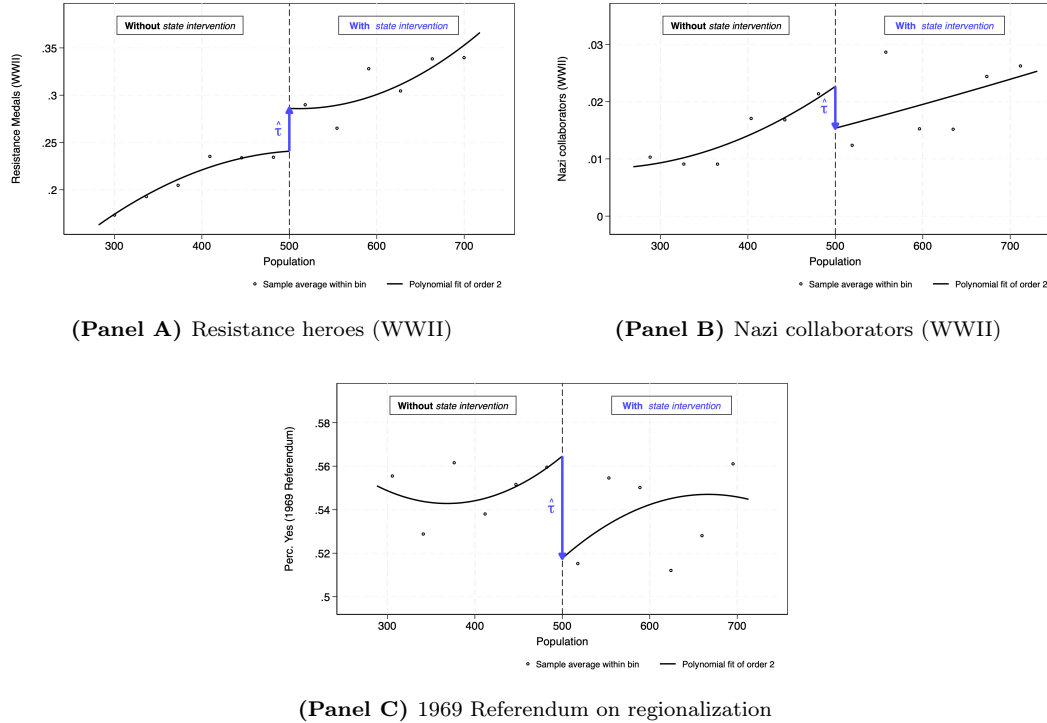 Without state intervention
With state intervention
Resistance Medals (WWII)
.35
.3
.25
.2
τ̂
300
400
500
600
700
Population
Sample average within bin
Polynomial fit of order 2
(Panel A) Resistance heroes (WWII)
Without state intervention
With state intervention
Nazi collaborators (WWII)
.03
.02
.01
0
τ̂
300
400
500
600
700
Population
Sample average within bin
Polynomial fit of order 2
(Panel B) Nazi collaborators (WWII)
Without state intervention
With state intervention
Perc. Yes (1969 Referendum)
.58
.56
.54
.52
.5
τ̂
300
400
500
600
700
Population
Sample average within bin
Polynomial fit of order 2
(Panel C) 1969 Referendum on regionalization